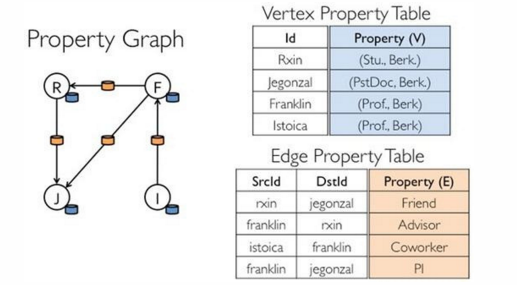 Property Graph
R
F
J
I
Vertex Property Table
Id Property (V)
Rxin (Stu., Berk.)
Jegonzal (PstDoc, Berk.)
Franklin (Prof., Berk)
Istoica (Prof., Berk)
Edge Property Table
SrcId DstId Property (E)
rxin jegonzal Friend
franklin rxin Advisor
istoica franklin Coworker
franklin jegonzal PI